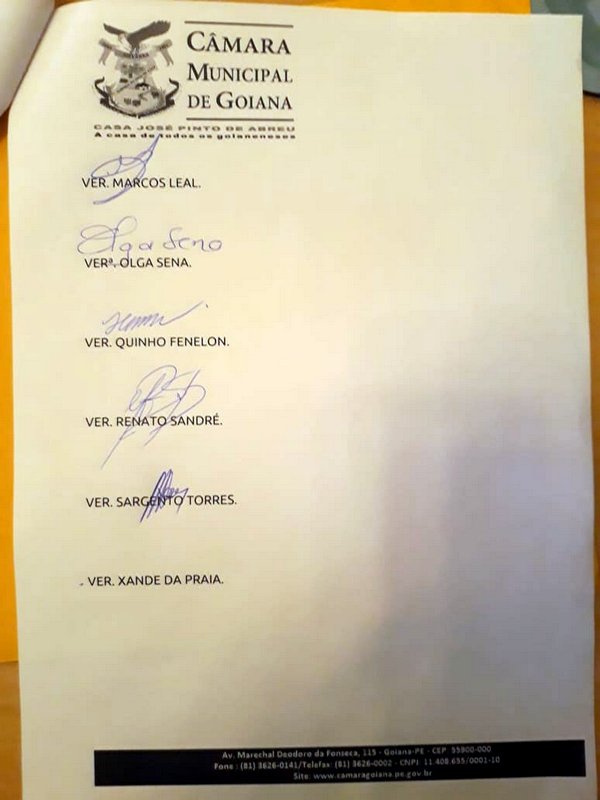 CÂMARA
MUNICIPAL
DE GOIANA
CASA JOSÉ PINTO DE ABREU
A casa de todos os goianenses
VER. MARCOS LEAL.
Olga Sena
VERª. OLGA SENA.
VER. QUINHO FENELON.
VER. RENATO SANDRÉ.
VER. SARGENTO TORRES.
VER. XANDE DA PRAIA.
Av. Marechal Deodoro da Fonseca, 115 - Goiana-PE - CEP 55900-000
Fone: (81) 3626-0141/Telefax (81) 3626-0002 - CNPJ 11.408.635/0001-10
Site: www.camaragoiana.pe.gov.br